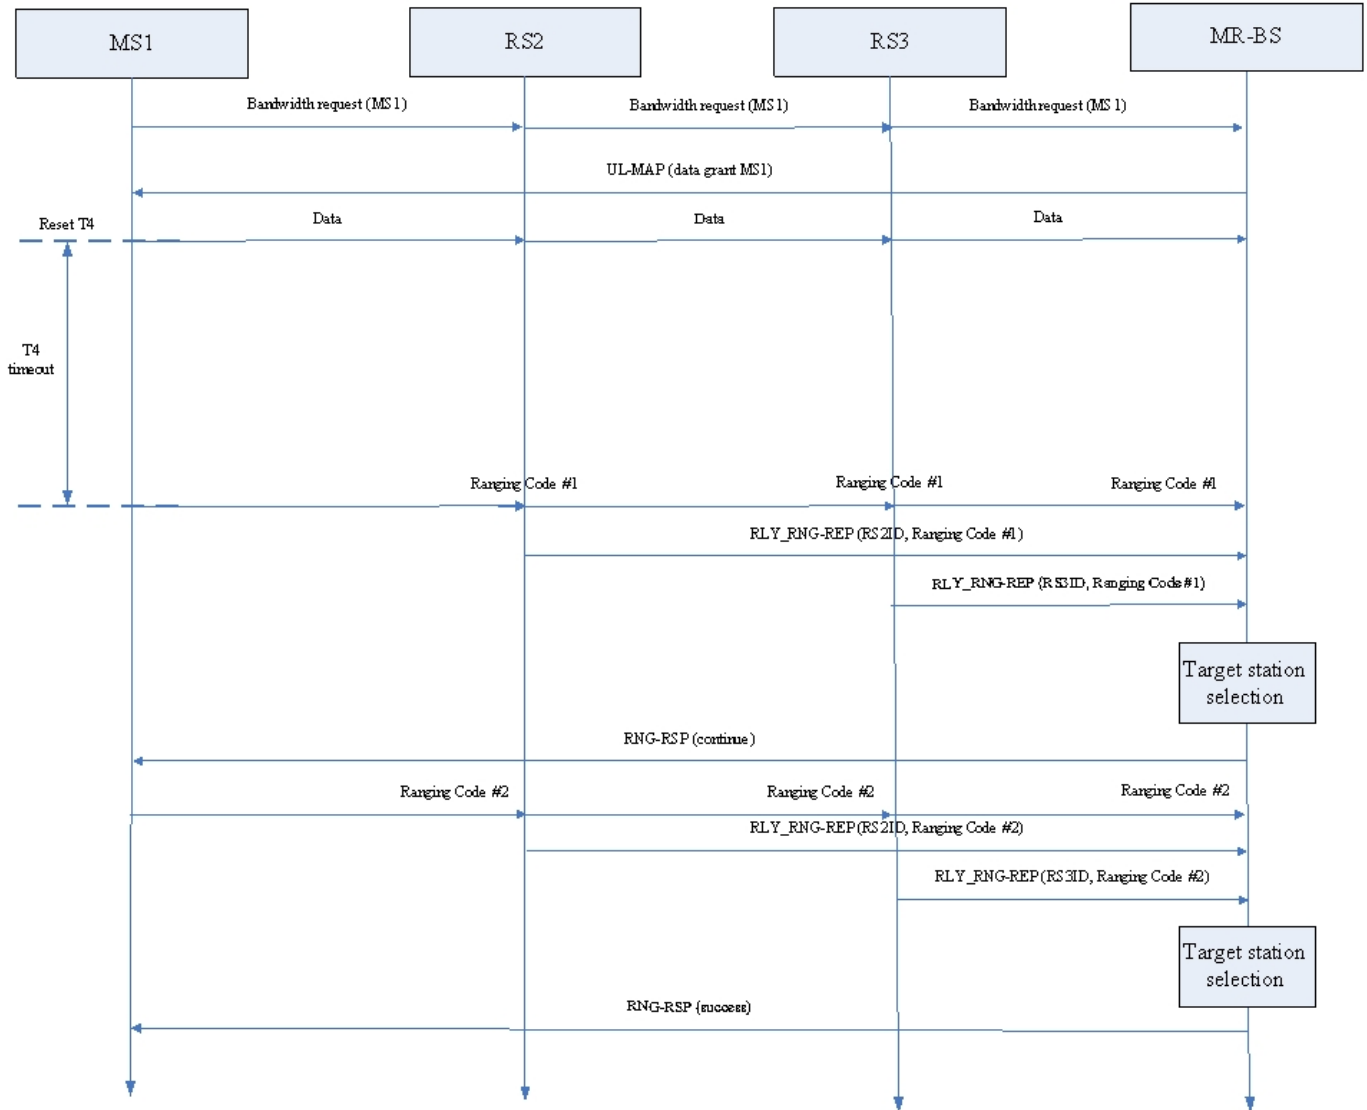 MS1
RS2
RS3
MR-BS
Bandwidth request (MS1)
Bandwidth request (MS1)
Bandwidth request (MS1)
UL-MAP (data grant MS1)
Reset T4
Data
Data
Data
T4
timeout
Ranging Code #1
Ranging Code #1
Ranging Code #1
RLY_RNG-REP (RS2ID, Ranging Code #1)
RLY_RNG-REP (RS3ID, Ranging Code #1)
Target station
selection
RNG-RSP (continue)
Ranging Code #2
Ranging Code #2
Ranging Code #2
RLY_RNG-REP (RS2ID, Ranging Code #2)
RLY_RNG-REP (RS3ID, Ranging Code #2)
Target station
selection
RNG-RSP (success)